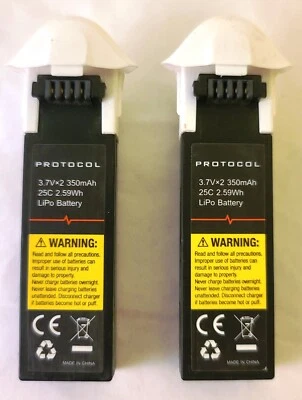 PROTOCOL
3.7V×2 350mAh
25C 2.59Wh
LiPo Battery
WARNING:
Read and follow all precautions.
Improper use of batteries can
result in serious injury and
damage to property.
Never charge batteries overnight.
Never leave charging batteries
unattended. Disconnect charger
if batteries become hot or puffy.
CE
MADE IN CHINA
PROTOCOL
3.7V×2 350mAh
25C 2.59Wh
LiPo Battery
WARNING:
Read and follow all precautions.
Improper use of batteries can
result in serious injury and
damage to property.
Never charge batteries overnight.
Never leave charging batteries
unattended. Disconnect charger
if batteries become hot or puffy.
CE
MADE IN CHINA